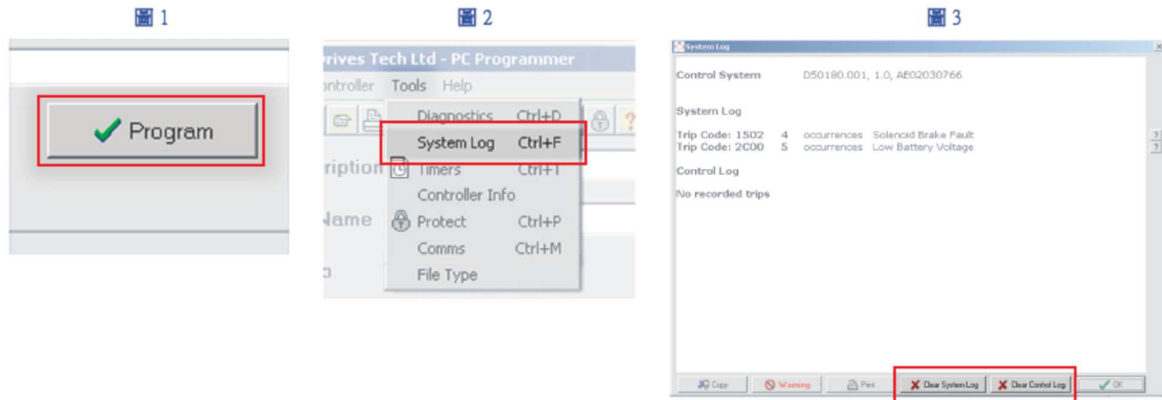 圖 1
圖 2
圖 3
Program
Drives Tech Ltd - PC Programmer
ontroller Tools Help
Diagnostics Ctrl+D
System Log Ctrl+F
ription
Timers Ctrl+T
Controller Info
Name
Protect Ctrl+P
Comms Ctrl+M
File Type
System Log
Control System D50180.001, 1.0, AE02030766
System Log
Trip Code: 1502 4 occurrences Solenoid Brake Fault
Trip Code: 2C00 5 occurrences Low Battery Voltage
Control Log
No recorded trips
Copy
Warning
Print
Clear System Log
Clear Control Log
OK